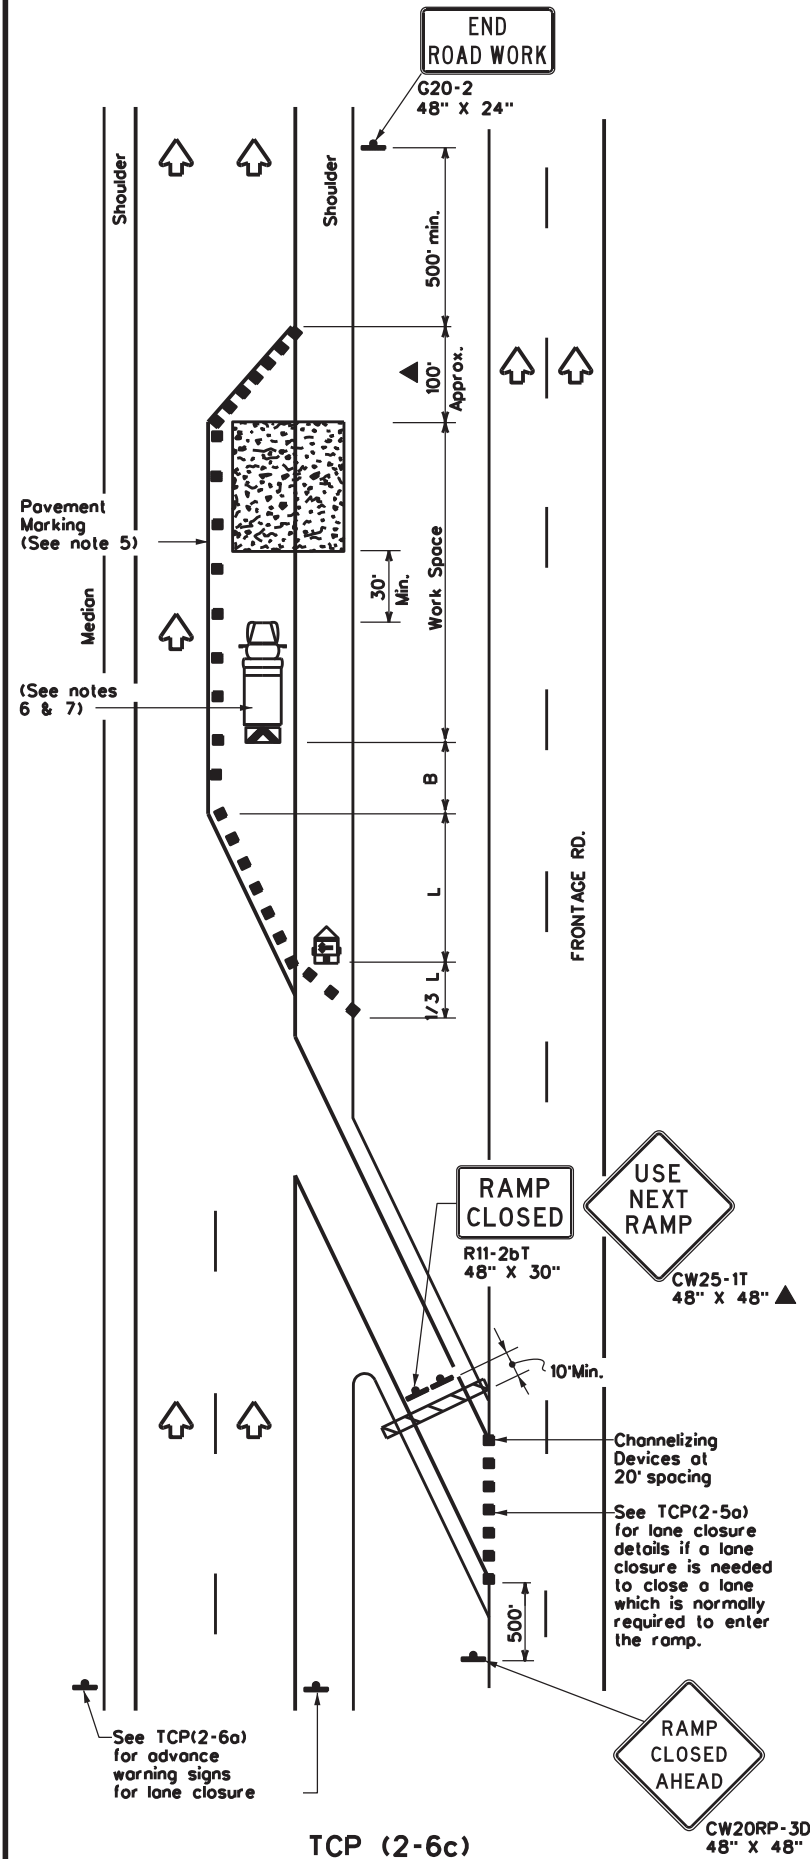 END
ROAD WORK
G20-2
48" X 24"
Shoulder
Shoulder
500' min.
100'
Approx.
Pavement
Marking
(See note 5)
Work Space
30'
Min.
Median
(See notes
6 & 7)
B
L
FRONTAGE RD.
1/3 L
RAMP
CLOSED
R11-2bT
48" X 30"
USE
NEXT
RAMP
CW25-1T
48" X 48"
10'Min.
Channelizing
Devices at
20' spacing
See TCP(2-5a)
for lane closure
details if a lane
closure is needed
to close a lane
which is normally
required to enter
the ramp.
500'
See TCP(2-6a)
for advance
warning signs
for lane closure
RAMP
CLOSED
AHEAD
CW20RP-3D
48" X 48"
TCP (2-6c)